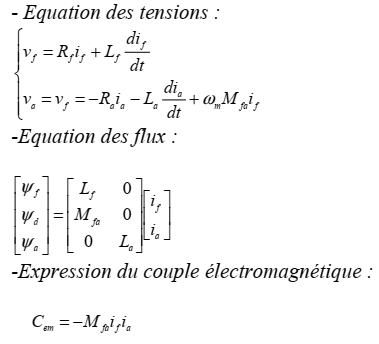 - Equation des tensions :
v_f = R_f i_f + L_f di_f/dt
v_a = v_f = −R_a i_a − L_a di_a/dt + ω_m M_fa i_f
-Equation des flux :
[ψ_f ψ_d ψ_a] = [L_f 0; M_fa 0; 0 L_a] [i_f i_a]
-Expression du couple électromagnétique :
C_em = −M_fa i_f i_a